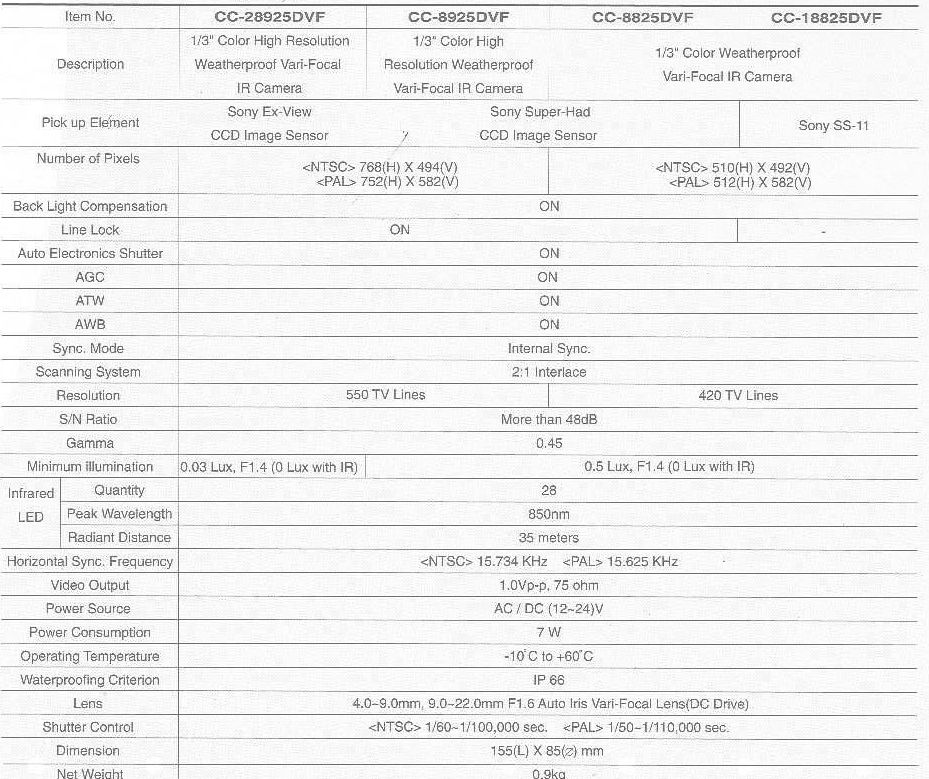 Item No. CC-28925DVF CC-8925DVF CC-8825DVF CC-18825DVF
Description 1/3" Color High Resolution Weatherproof Vari-Focal IR Camera 1/3" Color High Resolution Weatherproof Vari-Focal IR Camera 1/3" Color Weatherproof Vari-Focal IR Camera
Pick up Element Sony Ex-View CCD Image Sensor Sony Super-Had CCD Image Sensor Sony SS-11
Number of Pixels <NTSC> 768(H) X 494(V) <PAL> 752(H) X 582(V) <NTSC> 510(H) X 492(V) <PAL> 512(H) X 582(V)
Back Light Compensation ON
Line Lock ON -
Auto Electronics Shutter ON
AGC ON
ATW ON
AWB ON
Sync. Mode Internal Sync.
Scanning System 2:1 Interlace
Resolution 550 TV Lines 420 TV Lines
S/N Ratio More than 48dB
Gamma 0.45
Minimum illumination 0.03 Lux, F1.4 (0 Lux with IR) 0.5 Lux, F1.4 (0 Lux with IR)
Infrared LED Quantity 28
Peak Wavelength 850nm
Radiant Distance 35 meters
Horizontal Sync. Frequency <NTSC> 15.734 KHz <PAL> 15.625 KHz
Video Output 1.0Vp-p, 75 ohm
Power Source AC / DC (12~24)V
Power Consumption 7 W
Operating Temperature -10°C to +60°C
Waterproofing Criterion IP 66
Lens 4.0~9.0mm, 9.0~22.0mm F1.6 Auto Iris Vari-Focal Lens(DC Drive)
Shutter Control <NTSC> 1/60~1/100,000 sec. <PAL> 1/50~1/110,000 sec.
Dimension 155(L) X 85(∅) mm
Net Weight 0.9kg